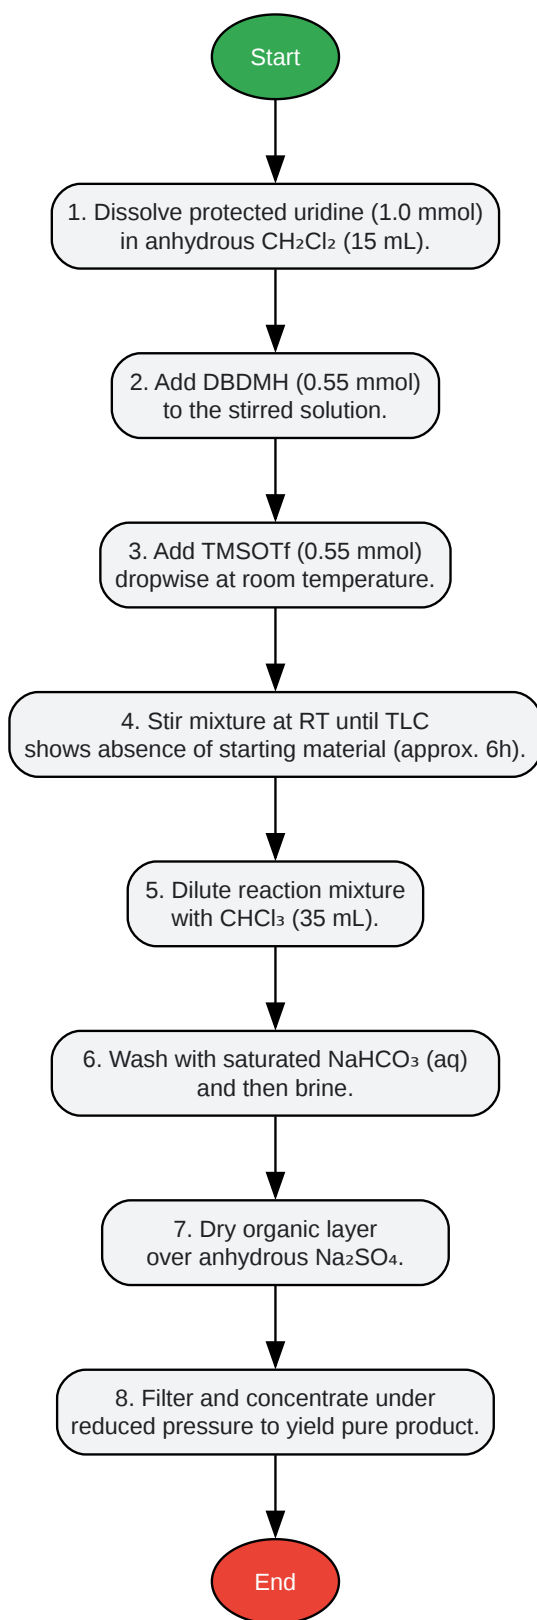 Start
1. Dissolve protected uridine (1.0 mmol)
in anhydrous CH₂Cl₂ (15 mL).
2. Add DBDMH (0.55 mmol)
to the stirred solution.
3. Add TMSOTf (0.55 mmol)
dropwise at room temperature.
4. Stir mixture at RT until TLC
shows absence of starting material (approx. 6h).
5. Dilute reaction mixture
with CHCl₃ (35 mL).
6. Wash with saturated NaHCO₃ (aq)
and then brine.
7. Dry organic layer
over anhydrous Na₂SO₄.
8. Filter and concentrate under
reduced pressure to yield pure product.
End